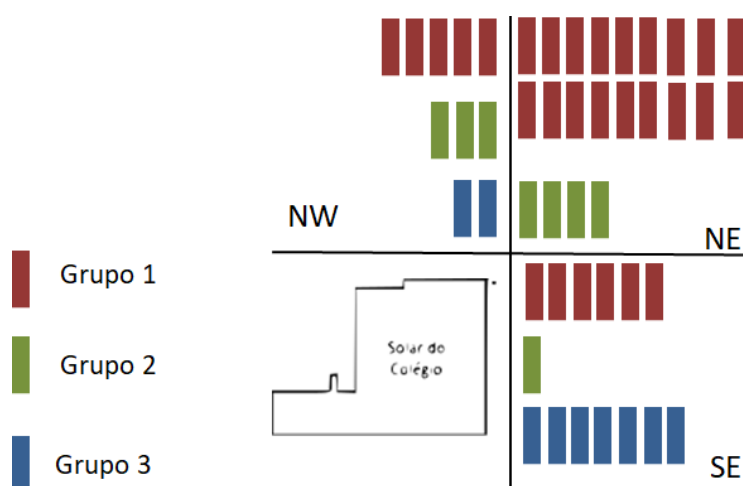 NW
NE
Grupo 1
Solar do
Colégio
Grupo 2
Grupo 3
SE